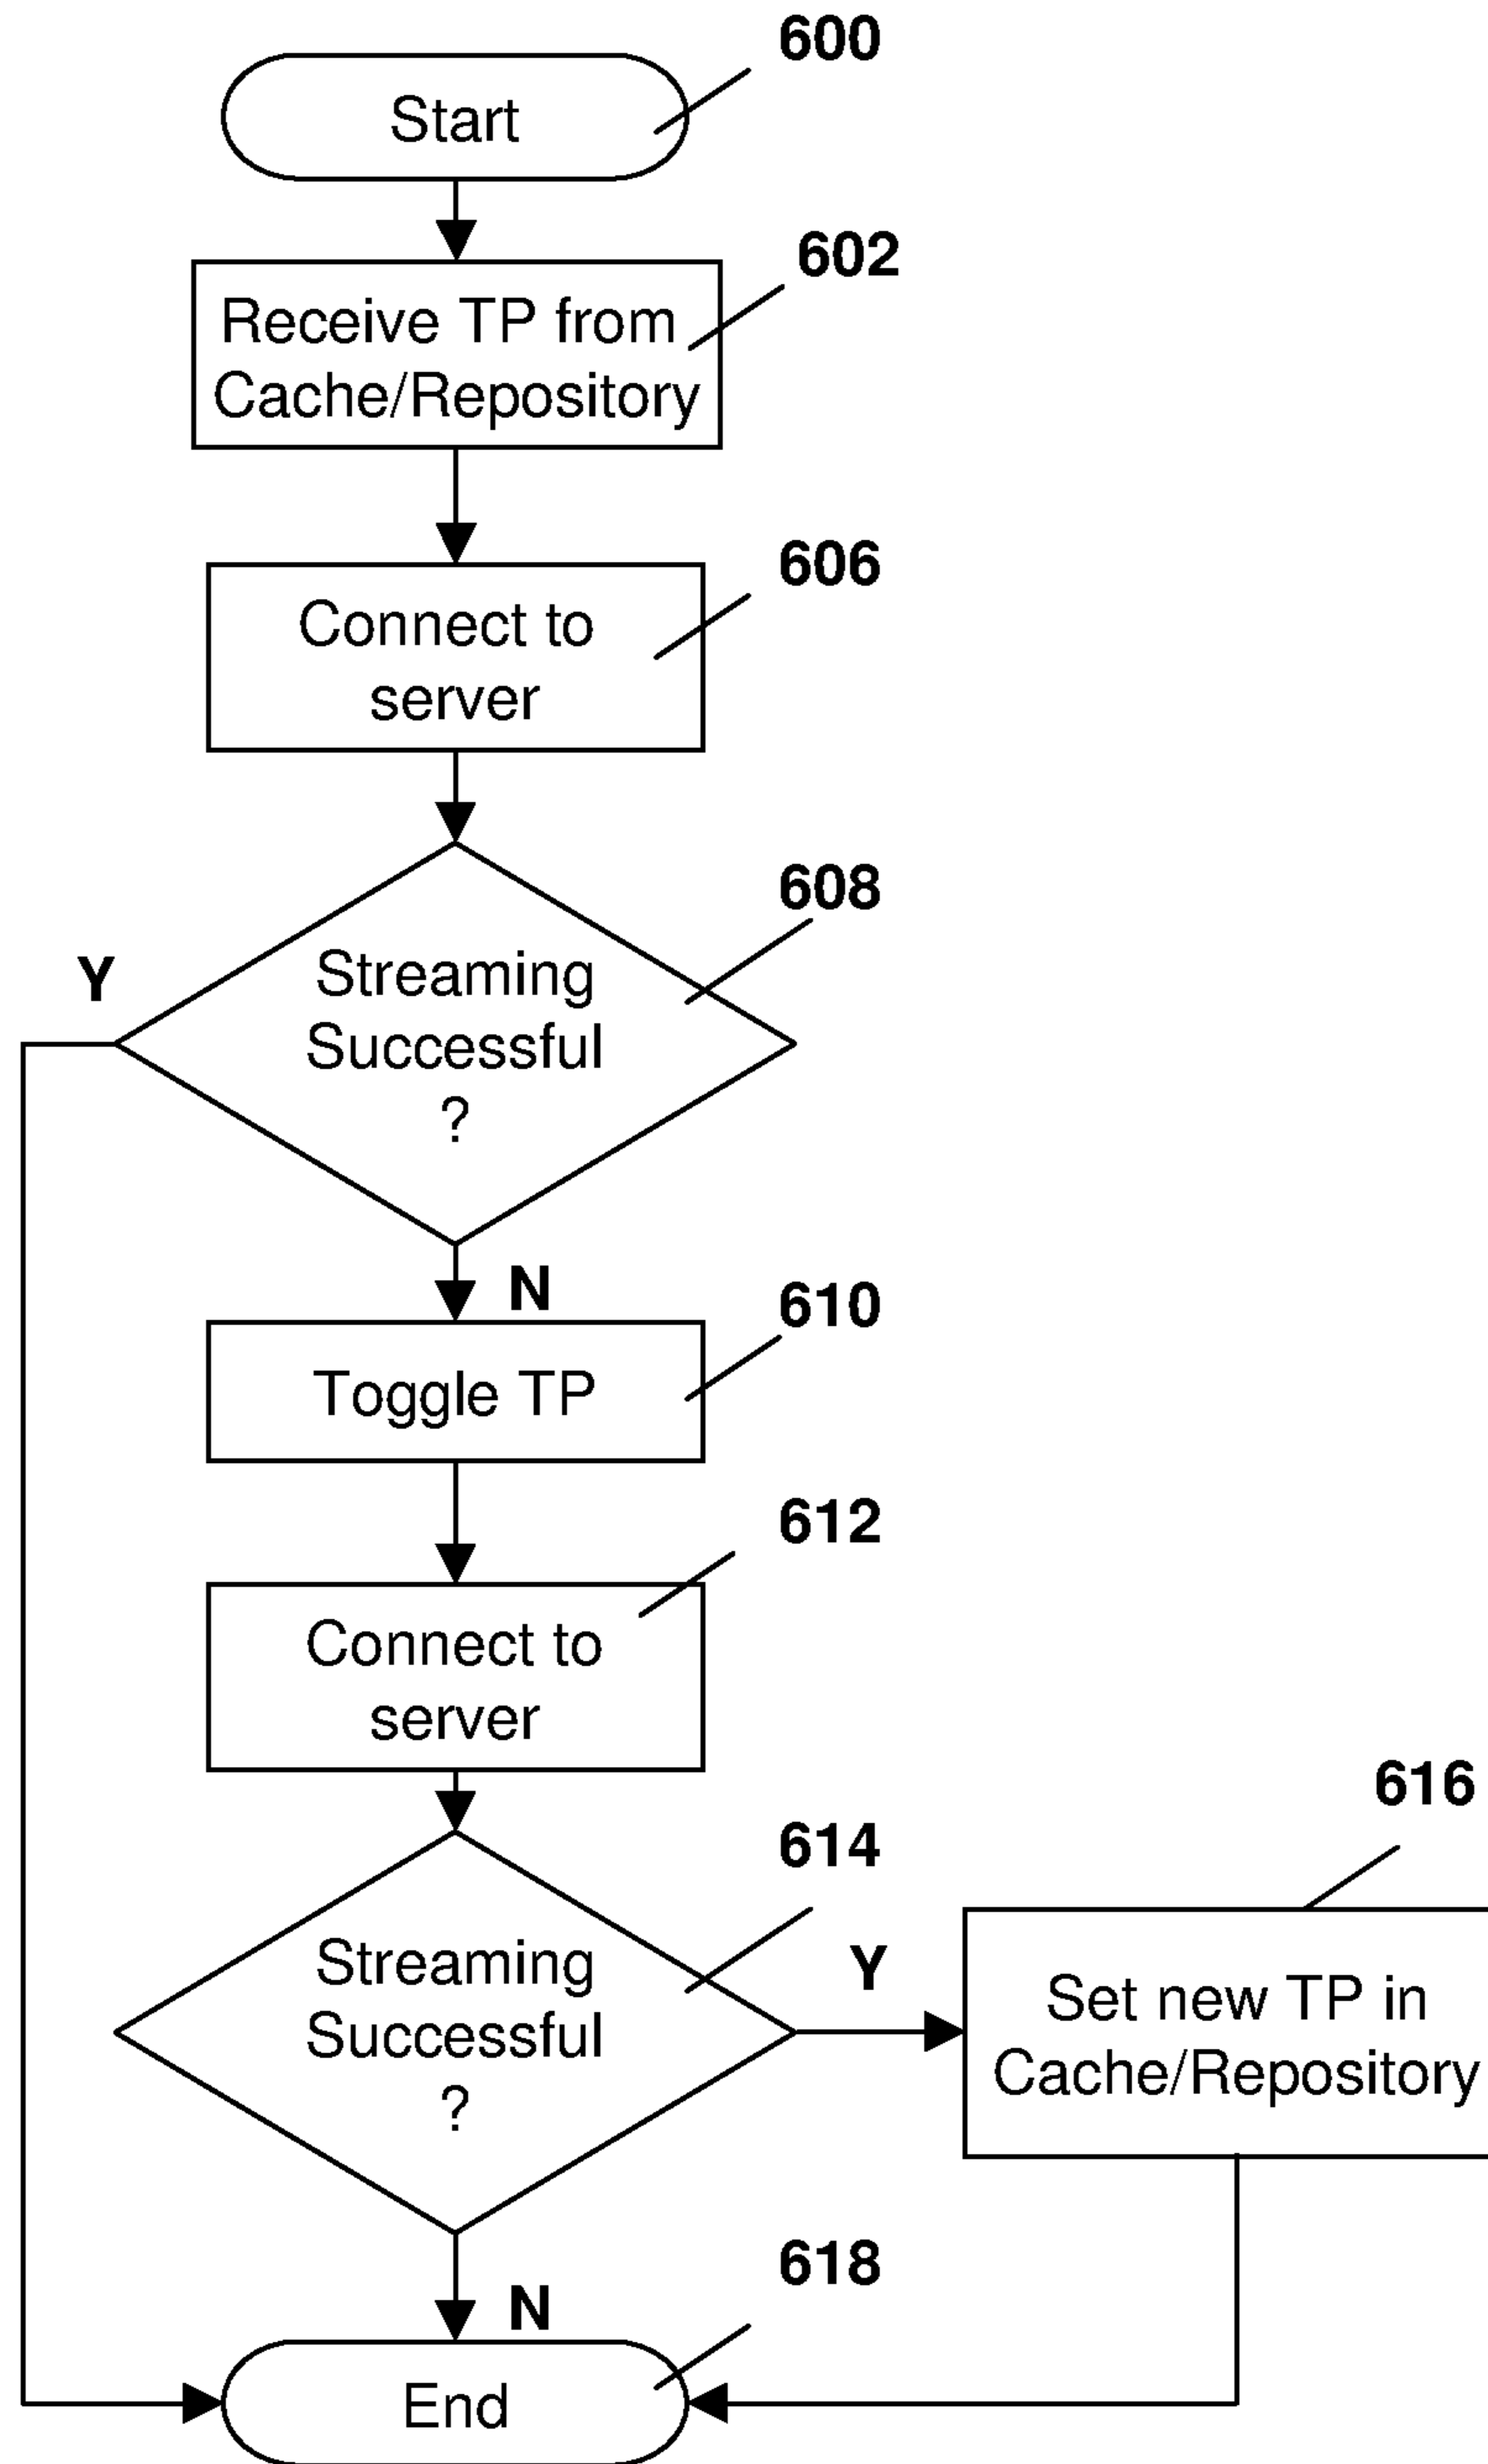 600
Start
602
Receive TP from
Cache/Repository
606
Connect to
server
608
Y
Streaming
Successful
?
N
610
Toggle TP
612
Connect to
server
614
Streaming
Successful
?
Y
616
Set new TP in
Cache/Repository
N
618
End